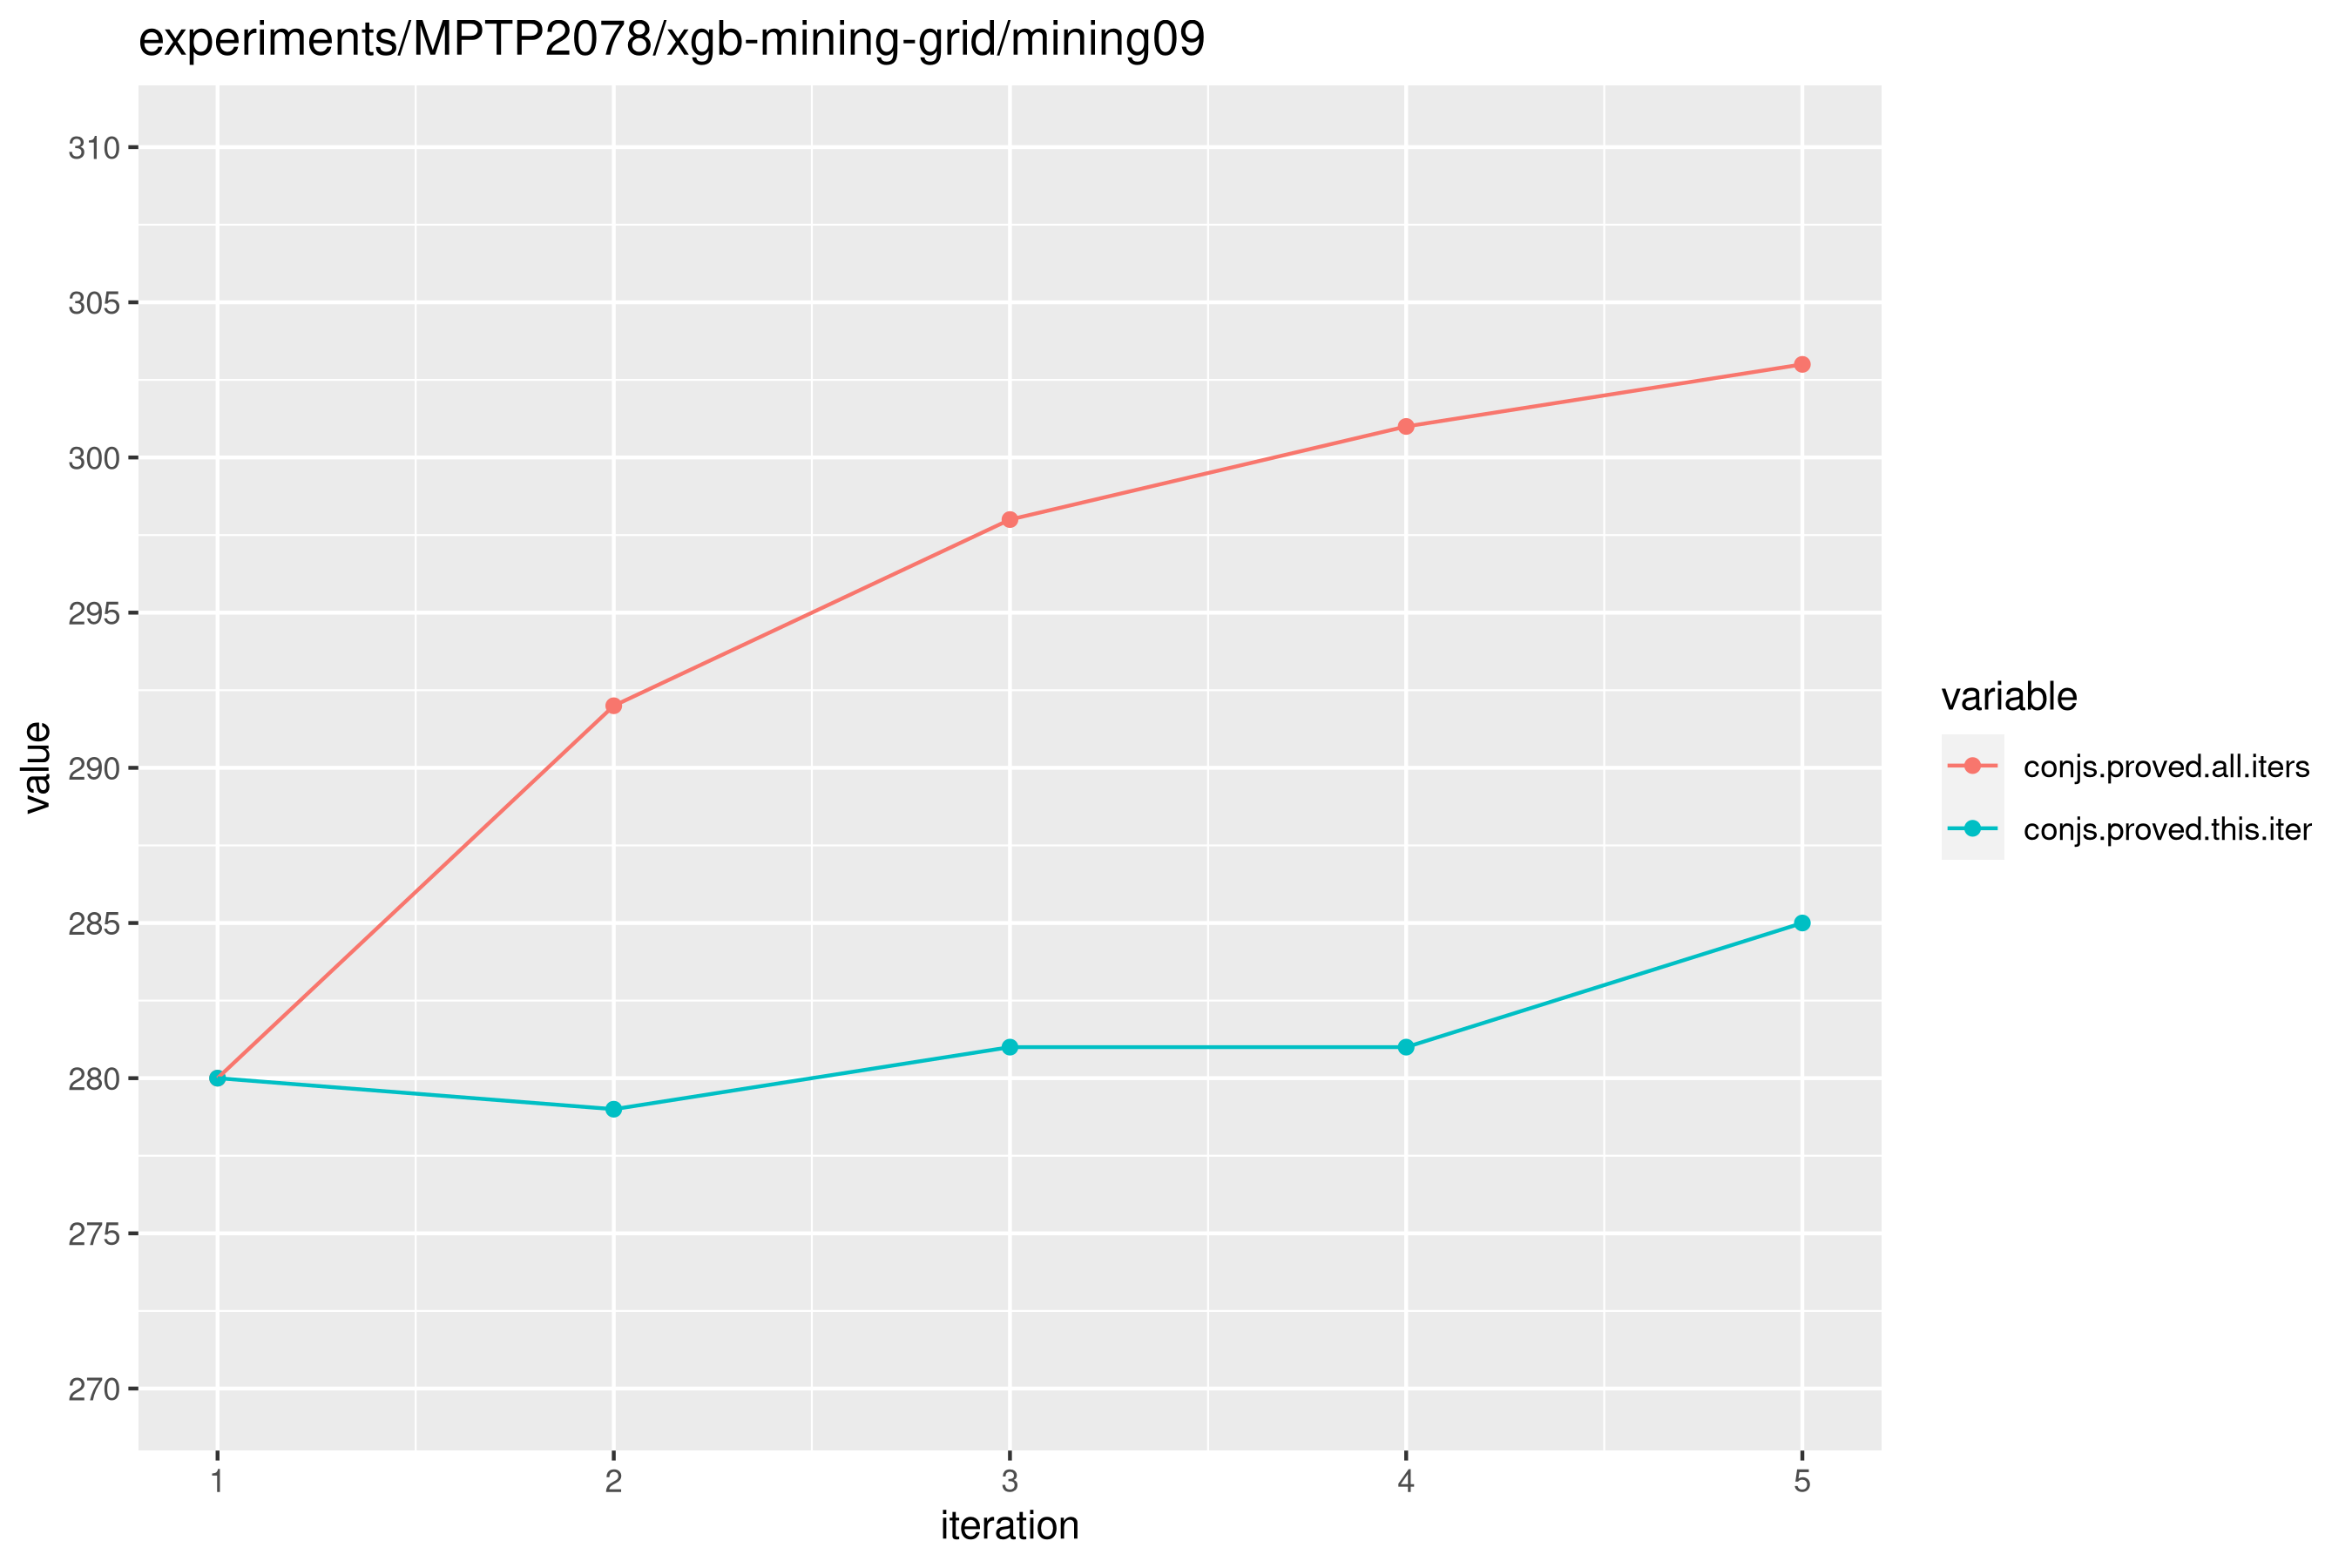 experiments/MPTP2078/xgb-mining-grid/mining09
310
305
300
295
290
285
280
275
270
value
1 2 3 4 5
iteration
variable
conjs.proved.all.iters
conjs.proved.this.iter